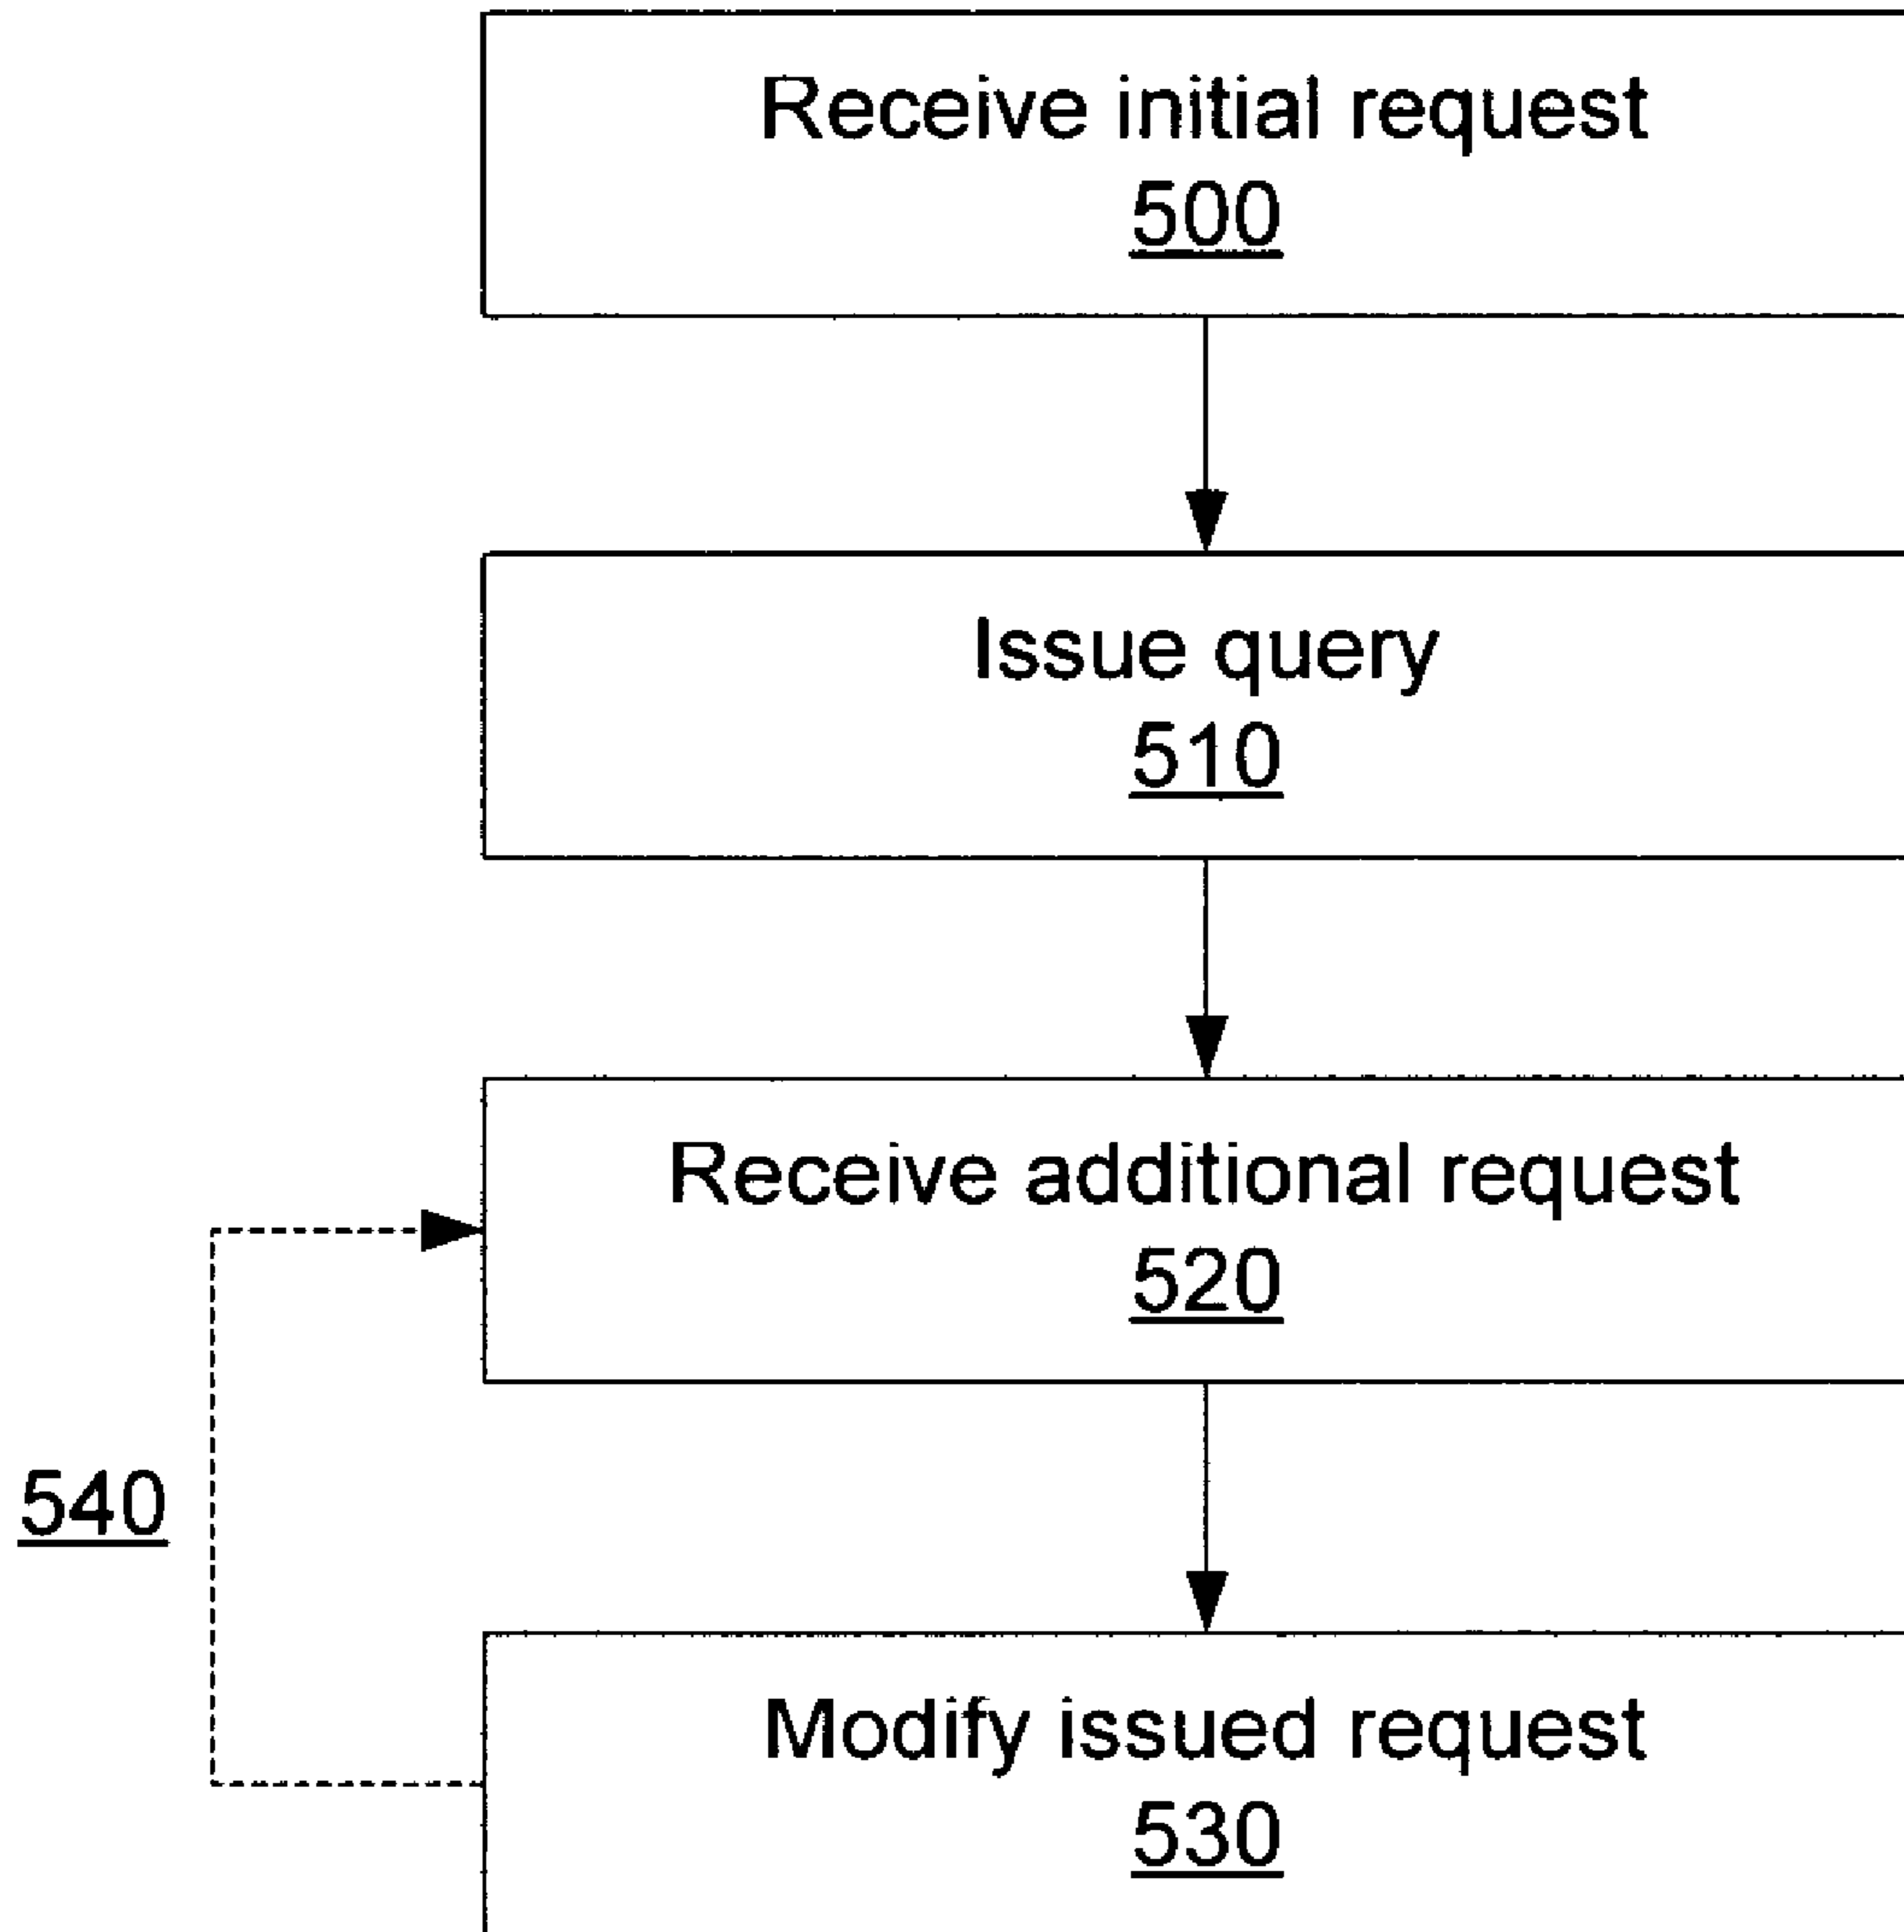 Receive initial request
500
Issue query
510
Receive additional request
520
540
Modify issued request
530